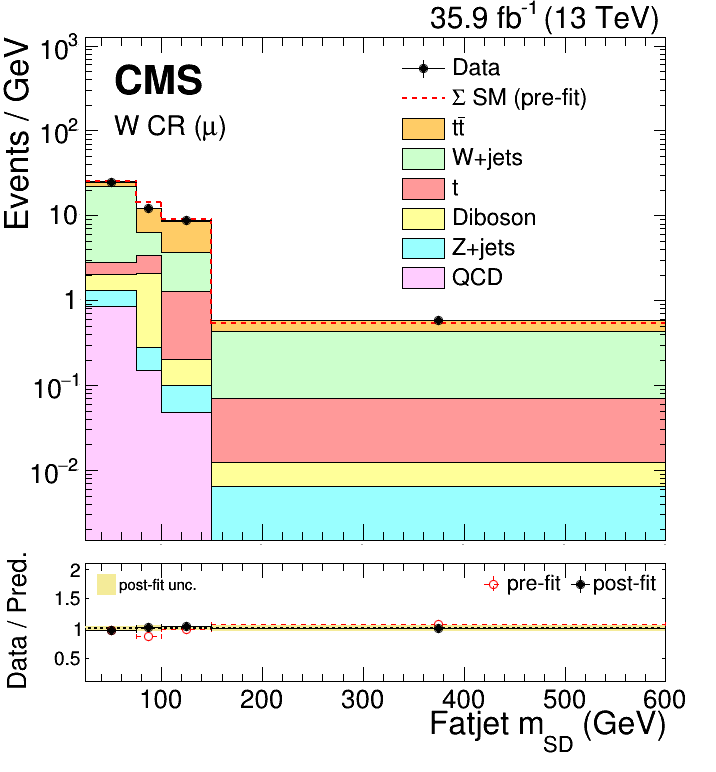 35.9 fb⁻¹ (13 TeV)
Events / GeV
10³
10²
10
1
10⁻¹
10⁻²
CMS
W CR (μ)
Data
Σ SM (pre-fit)
tt̄
W+jets
t
Diboson
Z+jets
QCD
Data / Pred.
2
1.5
1
0.5
post-fit unc.
pre-fit
post-fit
100 200 300 400 500 600
Fatjet m_SD (GeV)